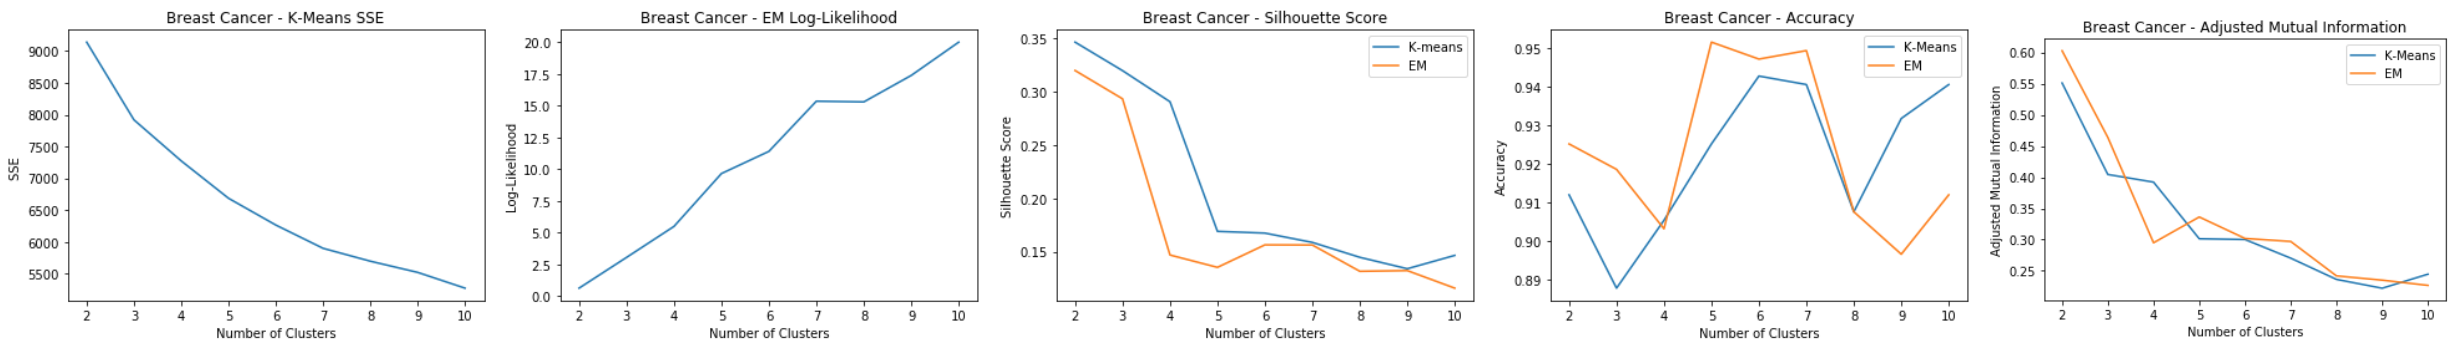 Breast Cancer - K-Means SSE
SSE
9000
8500
8000
7500
7000
6500
6000
5500
2 3 4 5 6 7 8 9 10
Number of Clusters
Breast Cancer - EM Log-Likelihood
Log-Likelihood
20.0
17.5
15.0
12.5
10.0
7.5
5.0
2.5
0.0
2 3 4 5 6 7 8 9 10
Number of Clusters
Breast Cancer - Silhouette Score
Silhouette Score
0.35
0.30
0.25
0.20
0.15
K-means
EM
2 3 4 5 6 7 8 9 10
Number of Clusters
Breast Cancer - Accuracy
Accuracy
0.95
0.94
0.93
0.92
0.91
0.90
0.89
K-Means
EM
2 3 4 5 6 7 8 9 10
Number of Clusters
Breast Cancer - Adjusted Mutual Information
Adjusted Mutual Information
0.60
0.55
0.50
0.45
0.40
0.35
0.30
0.25
K-Means
EM
2 3 4 5 6 7 8 9 10
Number of Clusters